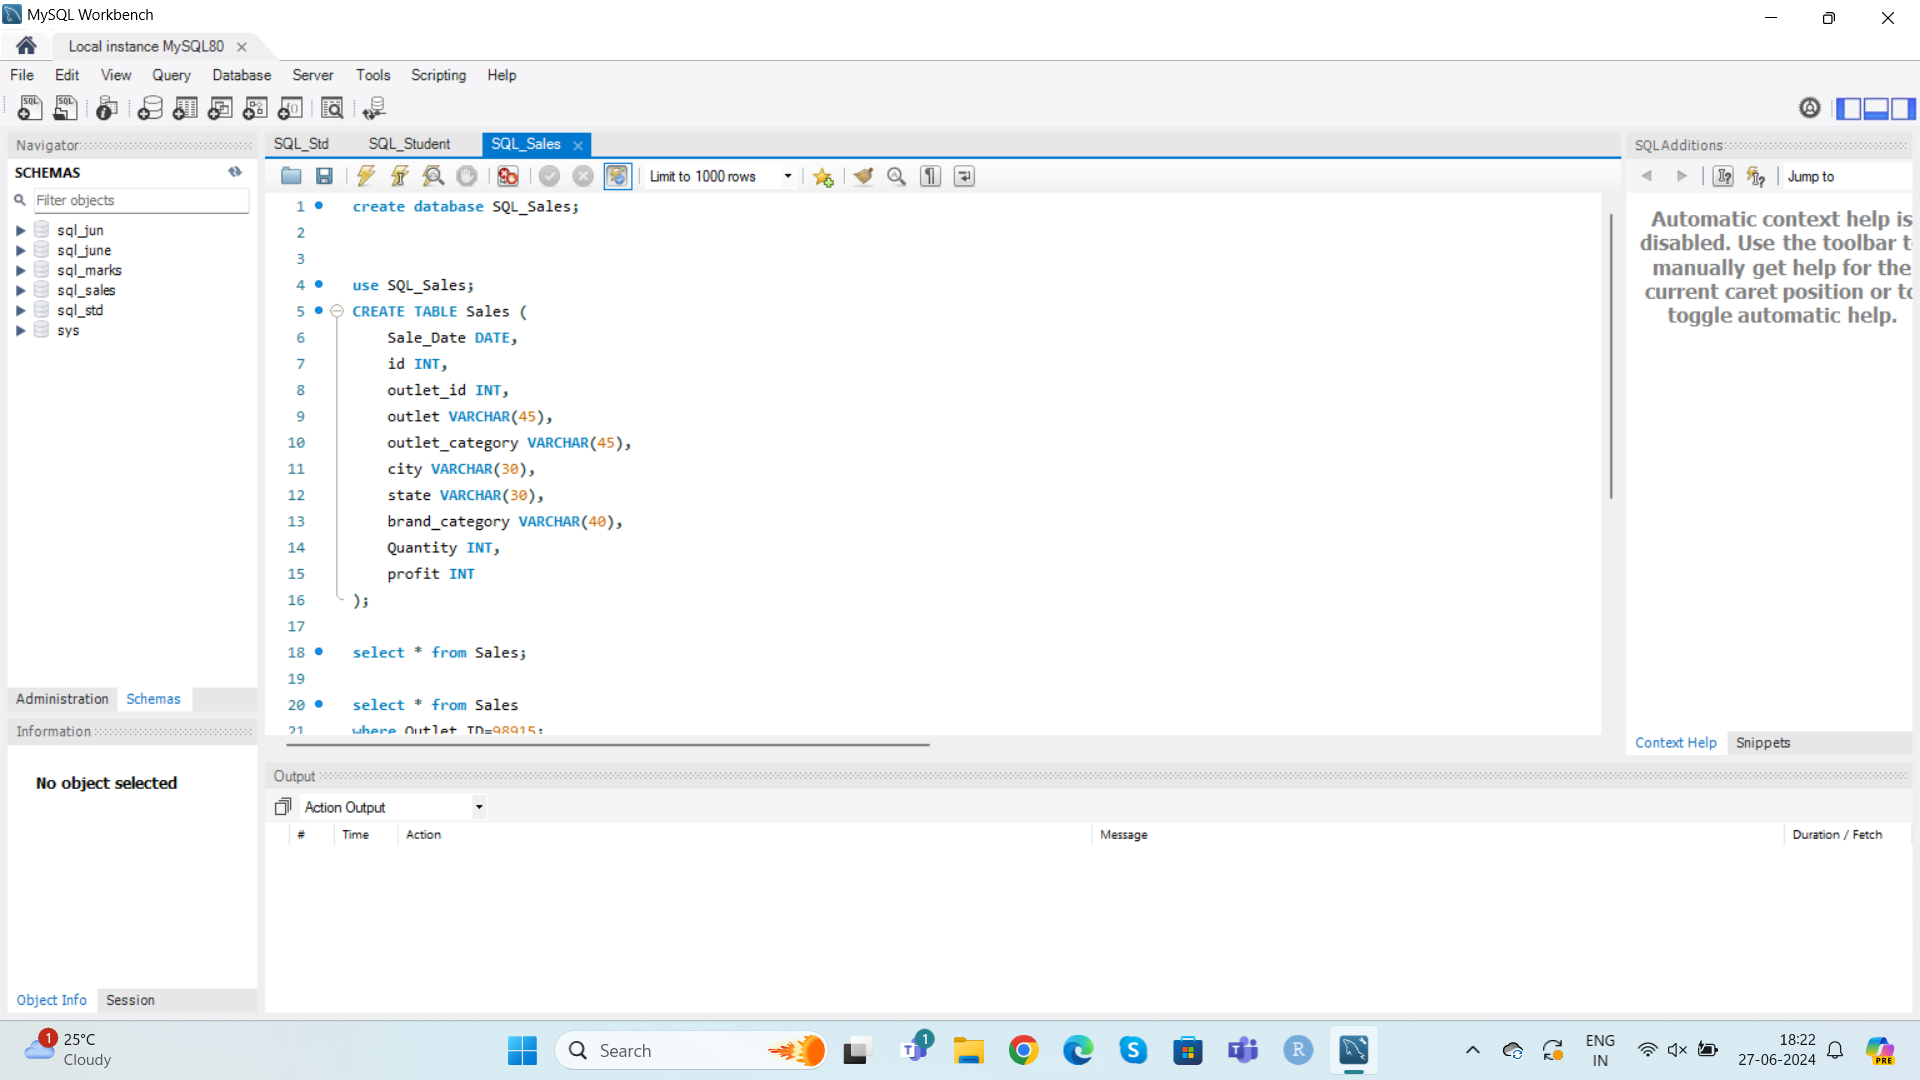 MySQL Workbench
Local instance MySQL80
File Edit View Query Database Server Tools Scripting Help
Navigator
SCHEMAS
Filter objects
sql_jun
sql_june
sql_marks
sql_sales
sql_std
sys
Administration Schemas
Information
No object selected
Object Info Session
SQL_Std SQL_Student SQL_Sales
Limit to 1000 rows
1 create database SQL_Sales;
2
3
4 use SQL_Sales;
5 CREATE TABLE Sales (
6 Sale_Date DATE,
7 id INT,
8 outlet_id INT,
9 outlet VARCHAR(45),
10 outlet_category VARCHAR(45),
11 city VARCHAR(30),
12 state VARCHAR(30),
13 brand_category VARCHAR(40),
14 Quantity INT,
15 profit INT
16 );
17
18 select * from Sales;
19
20 select * from Sales
21 where Outlet_ID=98915;
SQLAdditions
Jump to
Automatic context help is
disabled. Use the toolbar t
manually get help for the
current caret position or to
toggle automatic help.
Context Help Snippets
Output
Action Output
# Time Action Message Duration / Fetch
1
25°C
Cloudy
Search
1
ENG
IN
18:22
27-06-2024
PRE